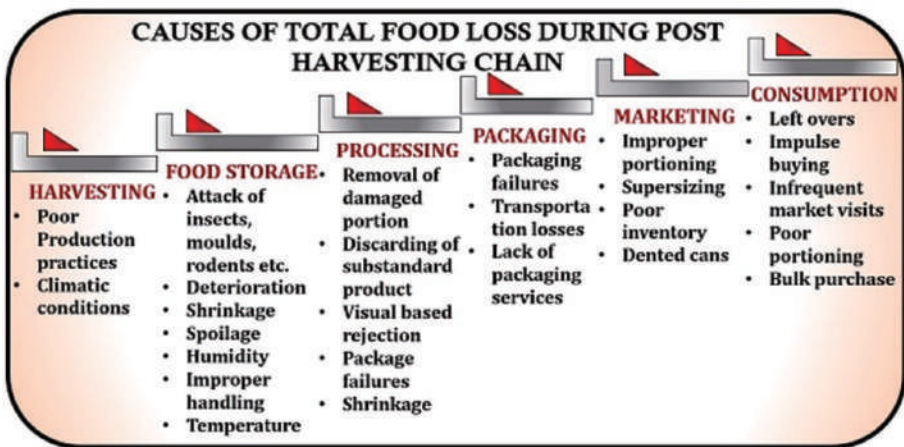 CAUSES OF TOTAL FOOD LOSS DURING POST
HARVESTING CHAIN
HARVESTING
• Poor
Production
practices
• Climatic
conditions
FOOD STORAGE
• Attack of
insects,
moulds,
rodents etc.
• Deterioration
• Shrinkage
• Spoilage
• Humidity
• Improper
handling
• Temperature
PROCESSING
• Removal of
damaged
portion
• Discarding of
substandard
product
• Visual based
rejection
• Package
failures
• Shrinkage
PACKAGING
• Packaging
failures
• Transporta
tion losses
• Lack of
packaging
services
MARKETING
• Improper
portioning
• Supersizing
• Poor
inventory
• Dented cans
CONSUMPTION
• Left overs
• Impulse
buying
• Infrequent
market visits
• Poor
portioning
• Bulk purchase